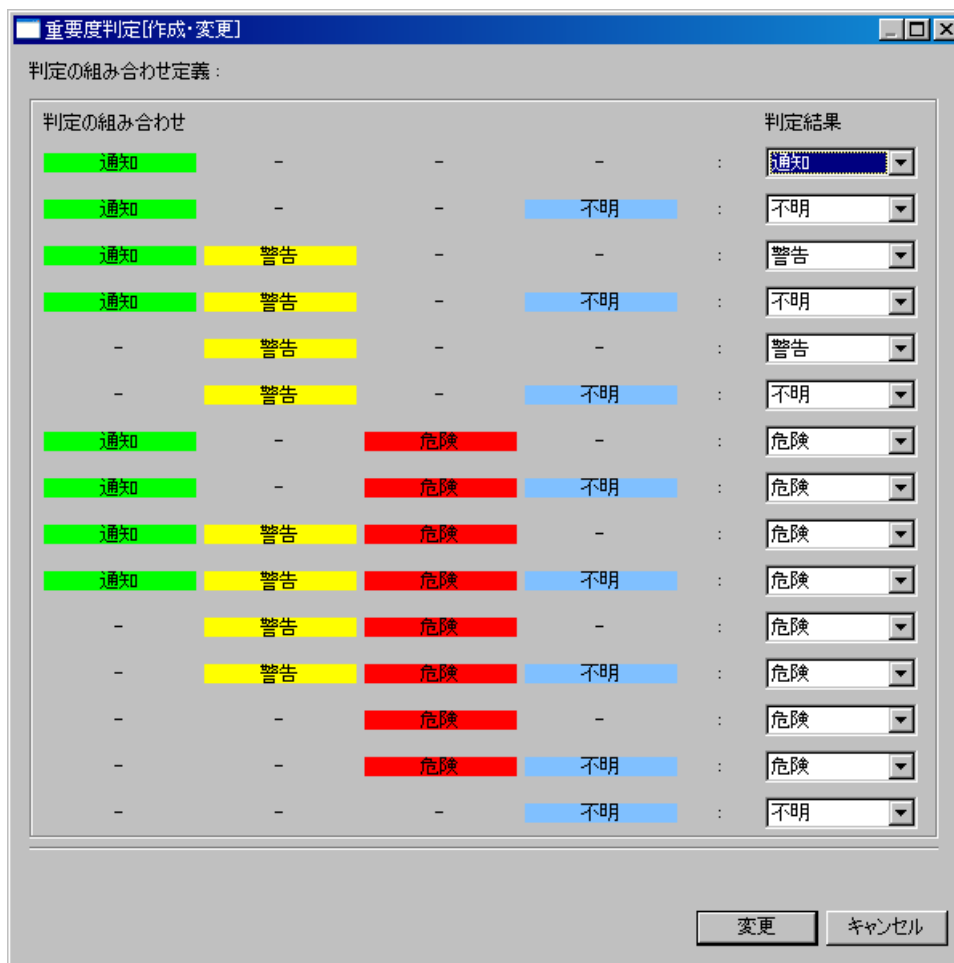 重要度判定[作成・変更]
判定の組み合わせ定義:
判定の組み合わせ 判定結果
通知 - - - : 通知
通知 - - 不明 : 不明
通知 警告 - - : 警告
通知 警告 - 不明 : 不明
- 警告 - - : 警告
- 警告 - 不明 : 不明
通知 - 危険 - : 危険
通知 - 危険 不明 : 危険
通知 警告 危険 - : 危険
通知 警告 危険 不明 : 危険
- 警告 危険 - : 危険
- 警告 危険 不明 : 危険
- - 危険 - : 危険
- - 危険 不明 : 危険
- - - 不明 : 不明
変更 キャンセル